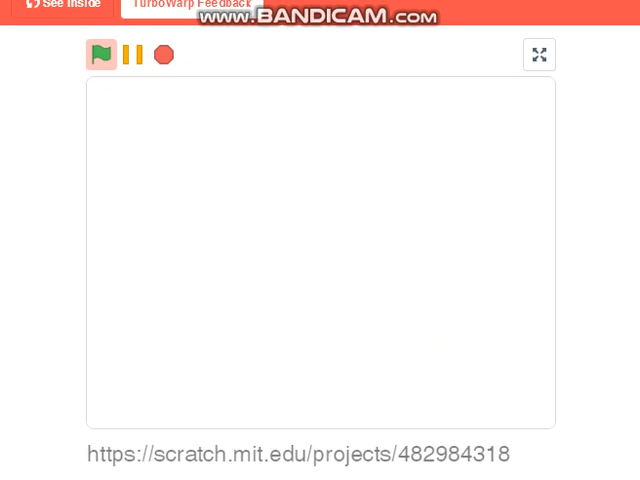 See Inside
TurboWarp Feedback
www.BANDICAM.com
https://scratch.mit.edu/projects/482984318